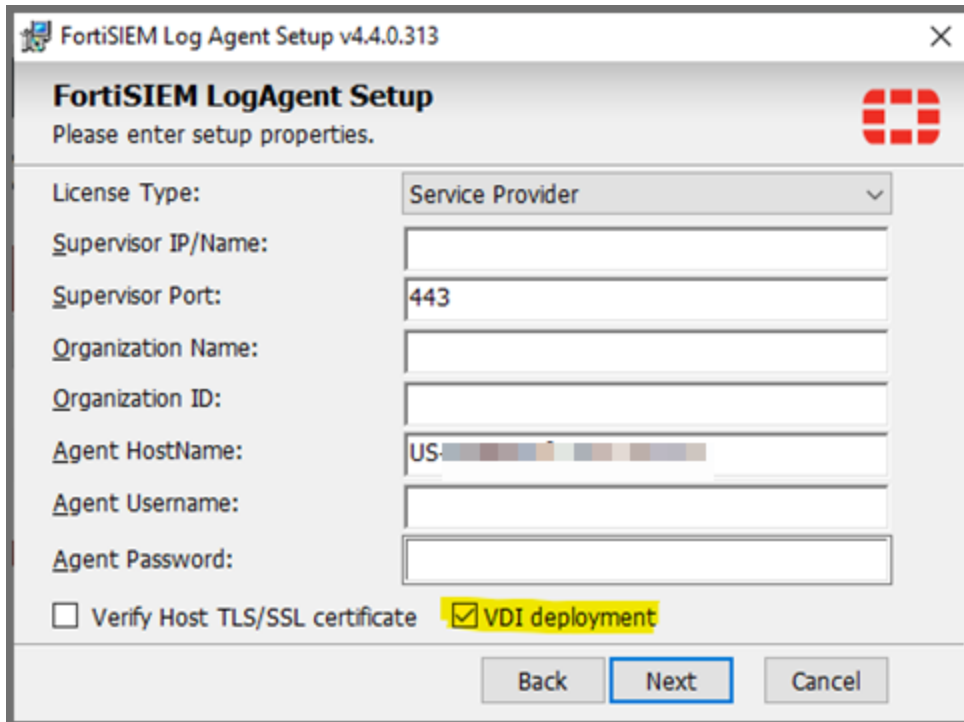 FortiSIEM Log Agent Setup v4.4.0.313
FortiSIEM LogAgent Setup
Please enter setup properties.
License Type: Service Provider
Supervisor IP/Name:
Supervisor Port: 443
Organization Name:
Organization ID:
Agent HostName: US-
Agent Username:
Agent Password:
Verify Host TLS/SSL certificate VDI deployment
Back Next Cancel